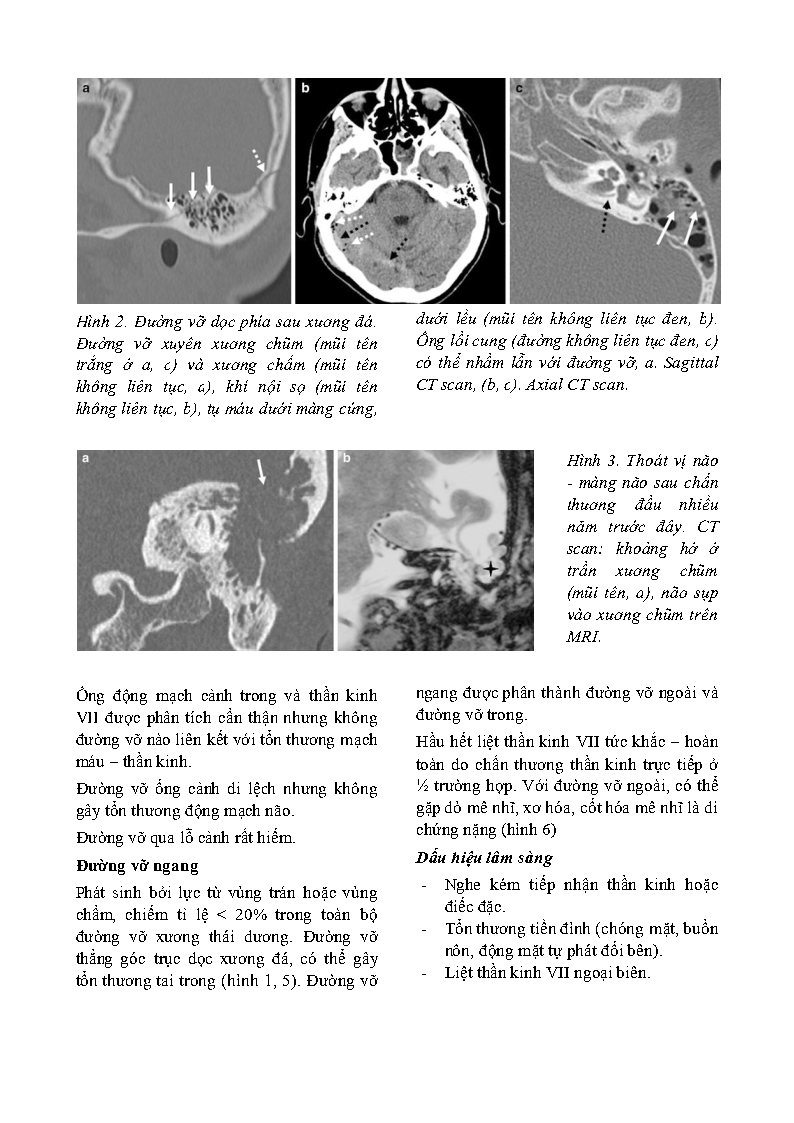 a
b
c
Hình 2. Đường vỡ dọc phía sau xương đá.
Đường vỡ xuyên xương chũm (mũi tên
trắng ở a, c) và xương chẩm (mũi tên
không liên tục, a), khí nội sọ (mũi tên
không liên tục, b), tụ máu dưới màng cứng,
dưới lều (mũi tên không liên tục đen, b).
Ống lồi cung (đường không liên tục đen, c)
có thể nhầm lẫn với đường vỡ, a. Sagittal
CT scan, (b, c). Axial CT scan.
a
b
Hình 3. Thoát vị não
- màng não sau chấn
thương đầu nhiều
năm trước đây. CT
scan: khoảng hở ở
trần xương chũm
(mũi tên, a), não sụp
vào xương chũm trên
MRI.
Ống động mạch cảnh trong và thần kinh
VII được phân tích cẩn thận nhưng không
đường vỡ nào liên kết với tổn thương mạch
máu – thần kinh.
Đường vỡ ống cảnh di lệch nhưng không
gây tổn thương động mạch não.
Đường vỡ qua lỗ cảnh rất hiếm.
Đường vỡ ngang
Phát sinh bởi lực từ vùng trán hoặc vùng
chẩm, chiếm tỉ lệ < 20% trong toàn bộ
đường vỡ xương thái dương. Đường vỡ
thẳng góc trục dọc xương đá, có thể gây
tổn thương tai trong (hình 1, 5). Đường vỡ
ngang được phân thành đường vỡ ngoài và
đường vỡ trong.
Hầu hết liệt thần kinh VII tức khắc – hoàn
toàn do chấn thương thần kinh trực tiếp ở
½ trường hợp. Với đường vỡ ngoài, có thể
gặp dò mê nhĩ, xơ hóa, cốt hóa mê nhĩ là di
chứng nặng (hình 6)
Dấu hiệu lâm sàng
- Nghe kém tiếp nhận thần kinh hoặc
điếc đặc.
- Tổn thương tiền đình (chóng mặt, buồn
nôn, động mặt tự phát đối bên).
- Liệt thần kinh VII ngoại biên.